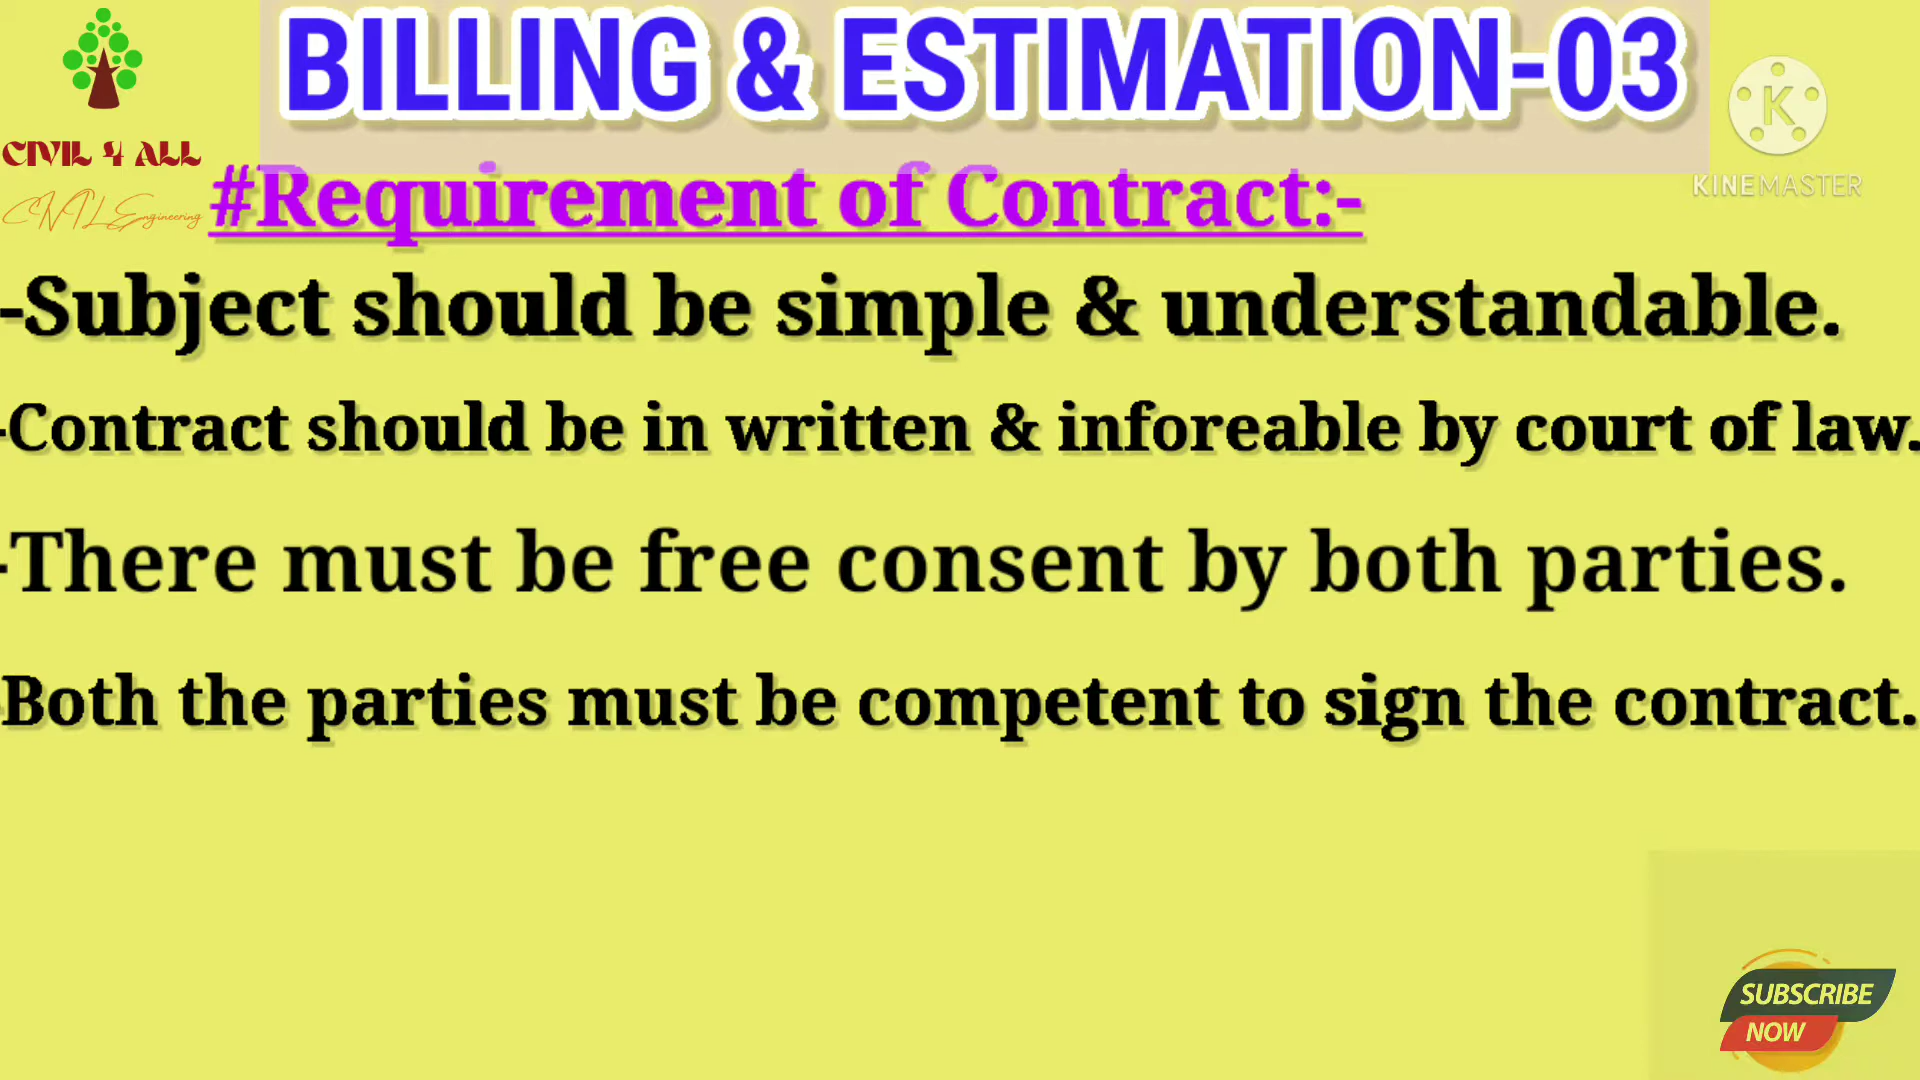 BILLING & ESTIMATION-03
CIVIL 4 ALL
CIVIL Engineering
KINEMASTER
#Requirement of Contract:-
-Subject should be simple & understandable.
-Contract should be in written & inforeable by court of law.
-There must be free consent by both parties.
Both the parties must be competent to sign the contract.
SUBSCRIBE
NOW